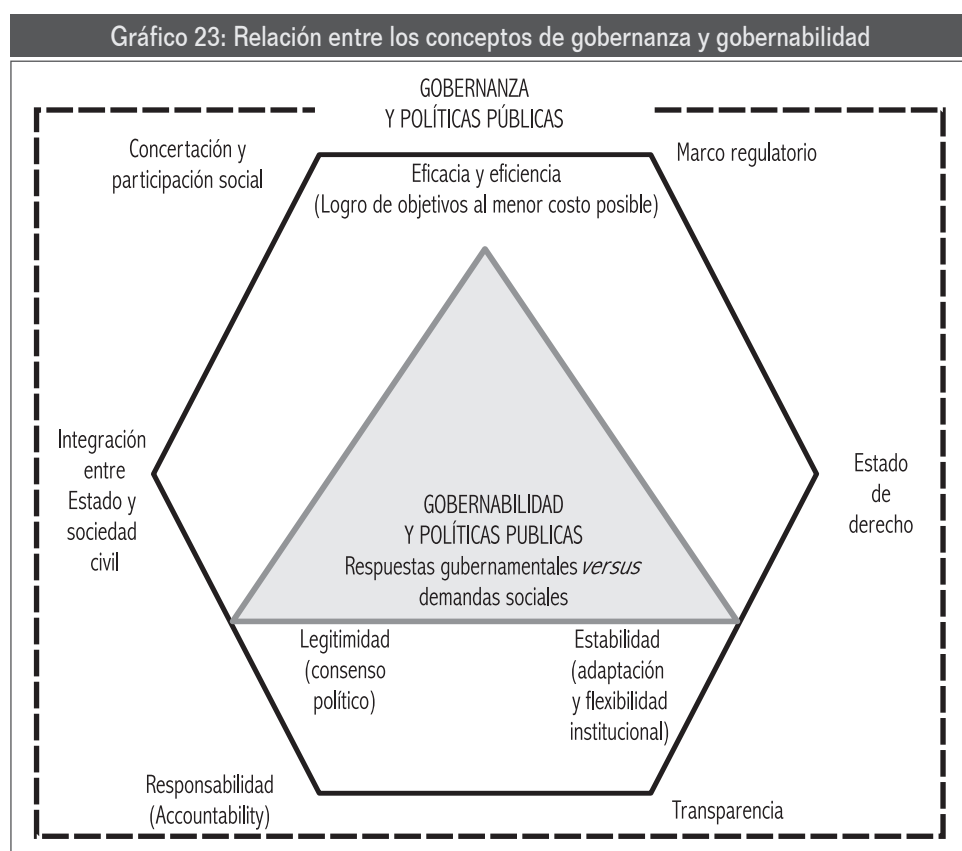 Gráfico 23: Relación entre los conceptos de gobernanza y gobernabilidad
GOBERNANZA
Y POLÍTICAS PÚBLICAS
Concertación y
participación social
Marco regulatorio
Eficacia y eficiencia
(Logro de objetivos al menor costo posible)
Integración
entre
Estado y
sociedad
civil
Estado
de
derecho
GOBERNABILIDAD
Y POLÍTICAS PUBLICAS
Respuestas gubernamentales versus
demandas sociales
Legitimidad
(consenso
político)
Estabilidad
(adaptación
y flexibilidad
institucional)
Responsabilidad
(Accountability)
Transparencia